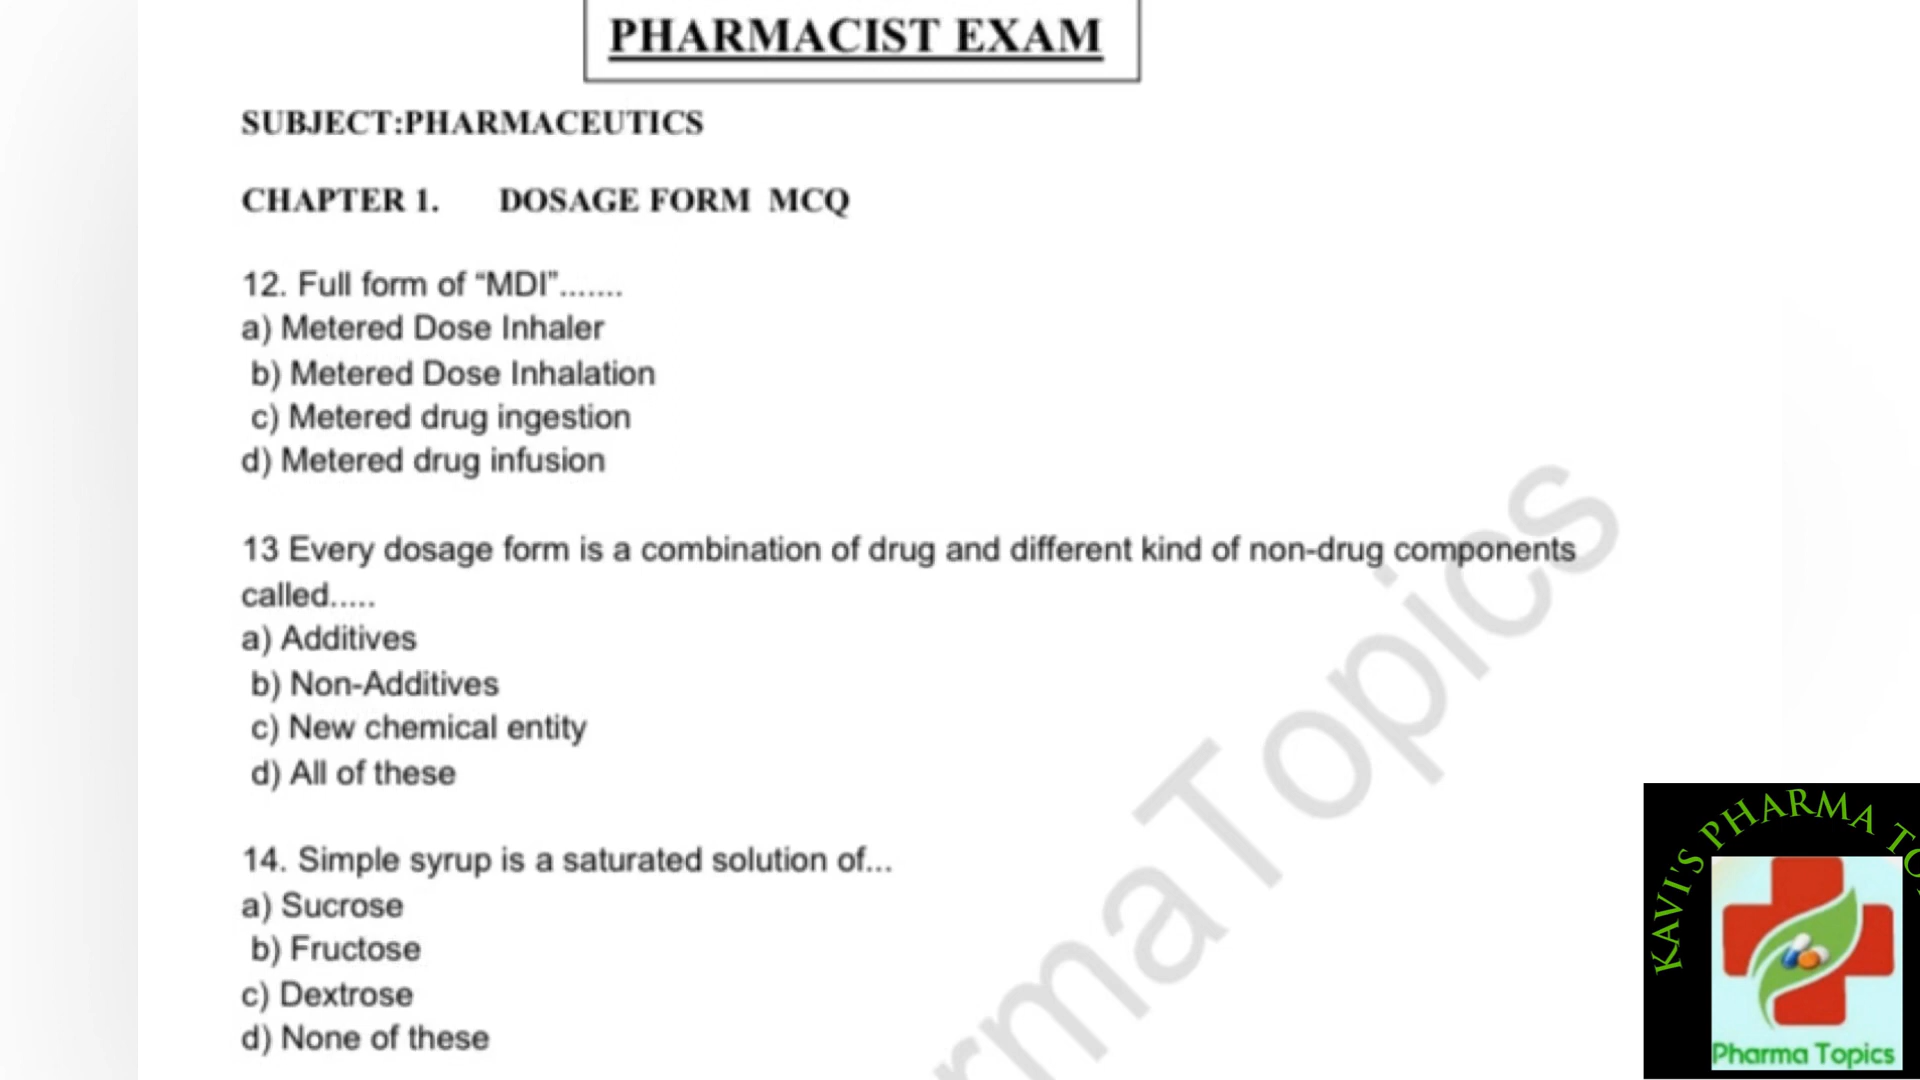 PHARMACIST EXAM
SUBJECT:PHARMACEUTICS
CHAPTER 1. DOSAGE FORM MCQ
12. Full form of “MDI”.......
a) Metered Dose Inhaler
b) Metered Dose Inhalation
c) Metered drug ingestion
d) Metered drug infusion
13 Every dosage form is a combination of drug and different kind of non-drug components
called.....
a) Additives
b) Non-Additives
c) New chemical entity
d) All of these
14. Simple syrup is a saturated solution of...
a) Sucrose
b) Fructose
c) Dextrose
d) None of these
rmaTopics
KAVI'S PHARMA TO
Pharma Topics